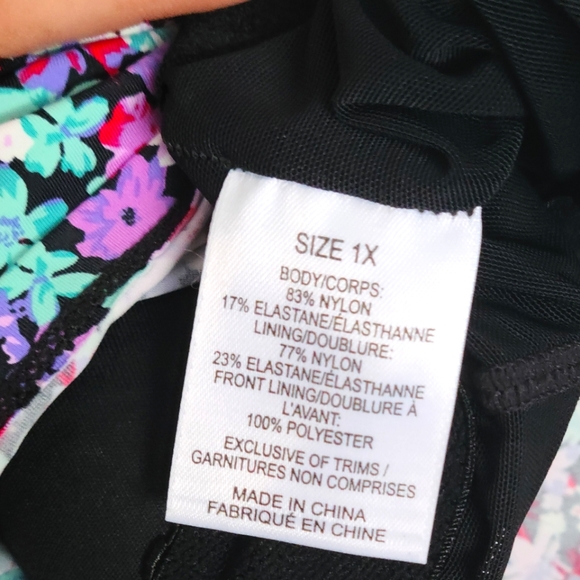 SIZE 1X
BODY/CORPS:
83% NYLON
17% ELASTANE/ÉLASTHANNE
LINING/DOUBLURE:
77% NYLON
23% ELASTANE/ÉLASTHANNE
FRONT LINING/DOUBLURE À
L'AVANT:
100% POLYESTER
EXCLUSIVE OF TRIMS /
GARNITURES NON COMPRISES
MADE IN CHINA
FABRIQUÉ EN CHINE